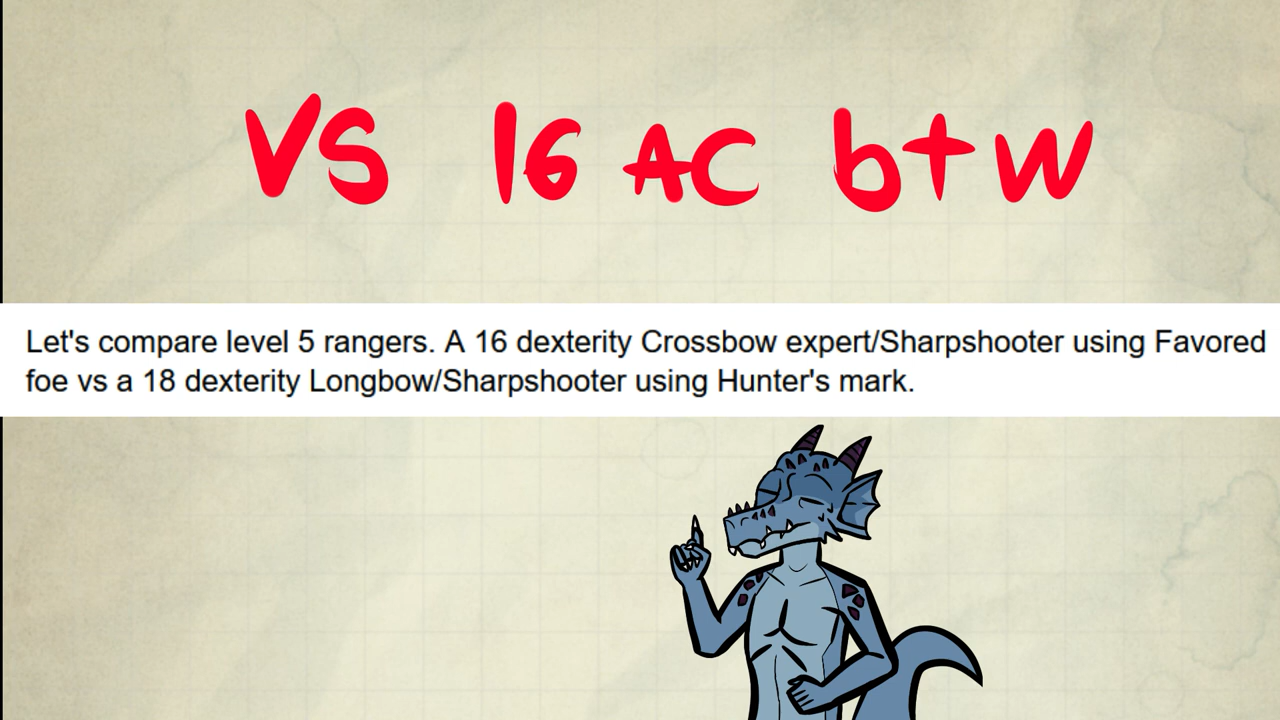 VS 16 AC btw
Let's compare level 5 rangers. A 16 dexterity Crossbow expert/Sharpshooter using Favored
foe vs a 18 dexterity Longbow/Sharpshooter using Hunter's mark.